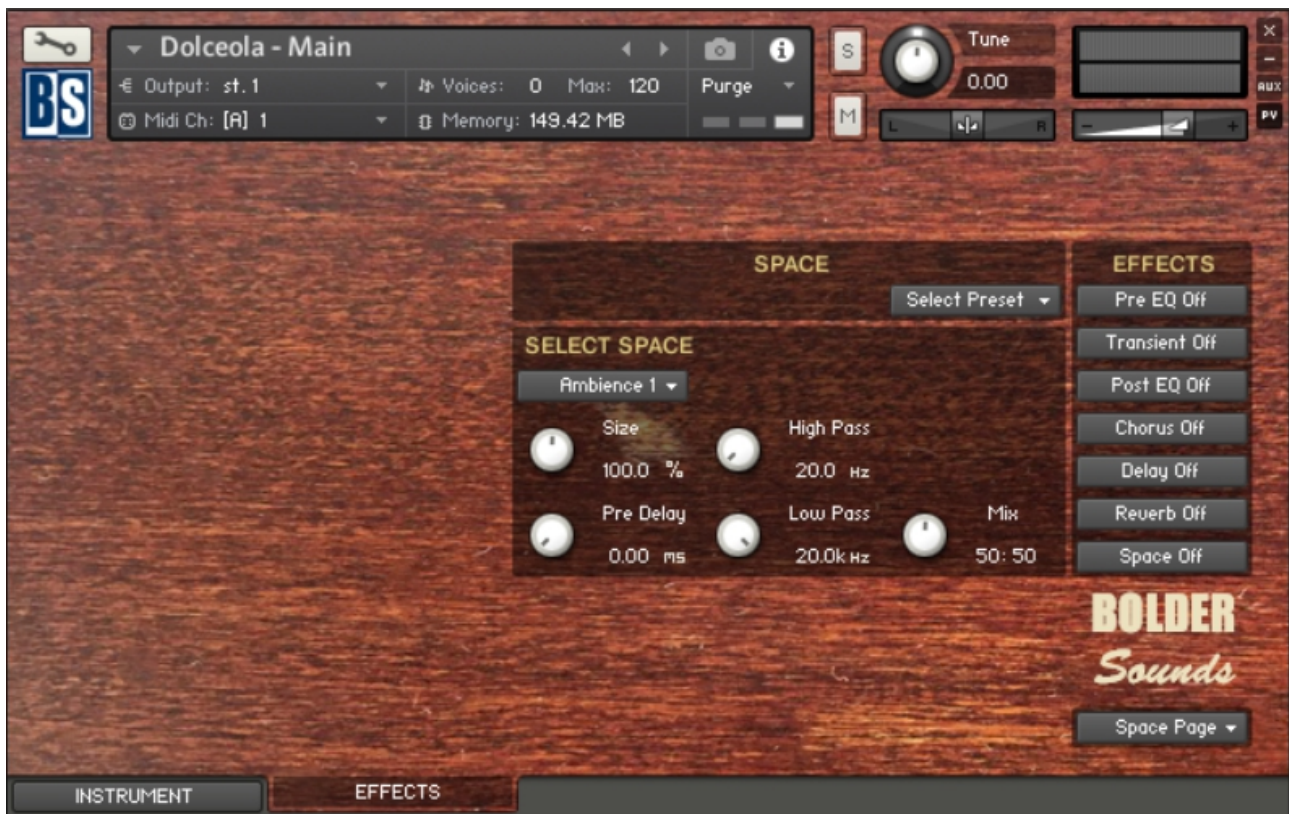 Dolceola - Main
i
S
Tune
×
–
BS
Output: st.1
Voices: 0 Max: 120
Purge
0.00
AUX
Midi Ch: [A] 1
Memory: 149.42 MB
M
L
R
–
+
PV
SPACE
EFFECTS
Select Preset
Pre EQ Off
SELECT SPACE
Transient Off
Ambience 1
Post EQ Off
Size
High Pass
Chorus Off
100.0 %
20.0 Hz
Delay Off
Pre Delay
Low Pass
Mix
Reverb Off
0.00 ms
20.0k Hz
50:50
Space Off
BOLDER
Sounds
Space Page
INSTRUMENT
EFFECTS